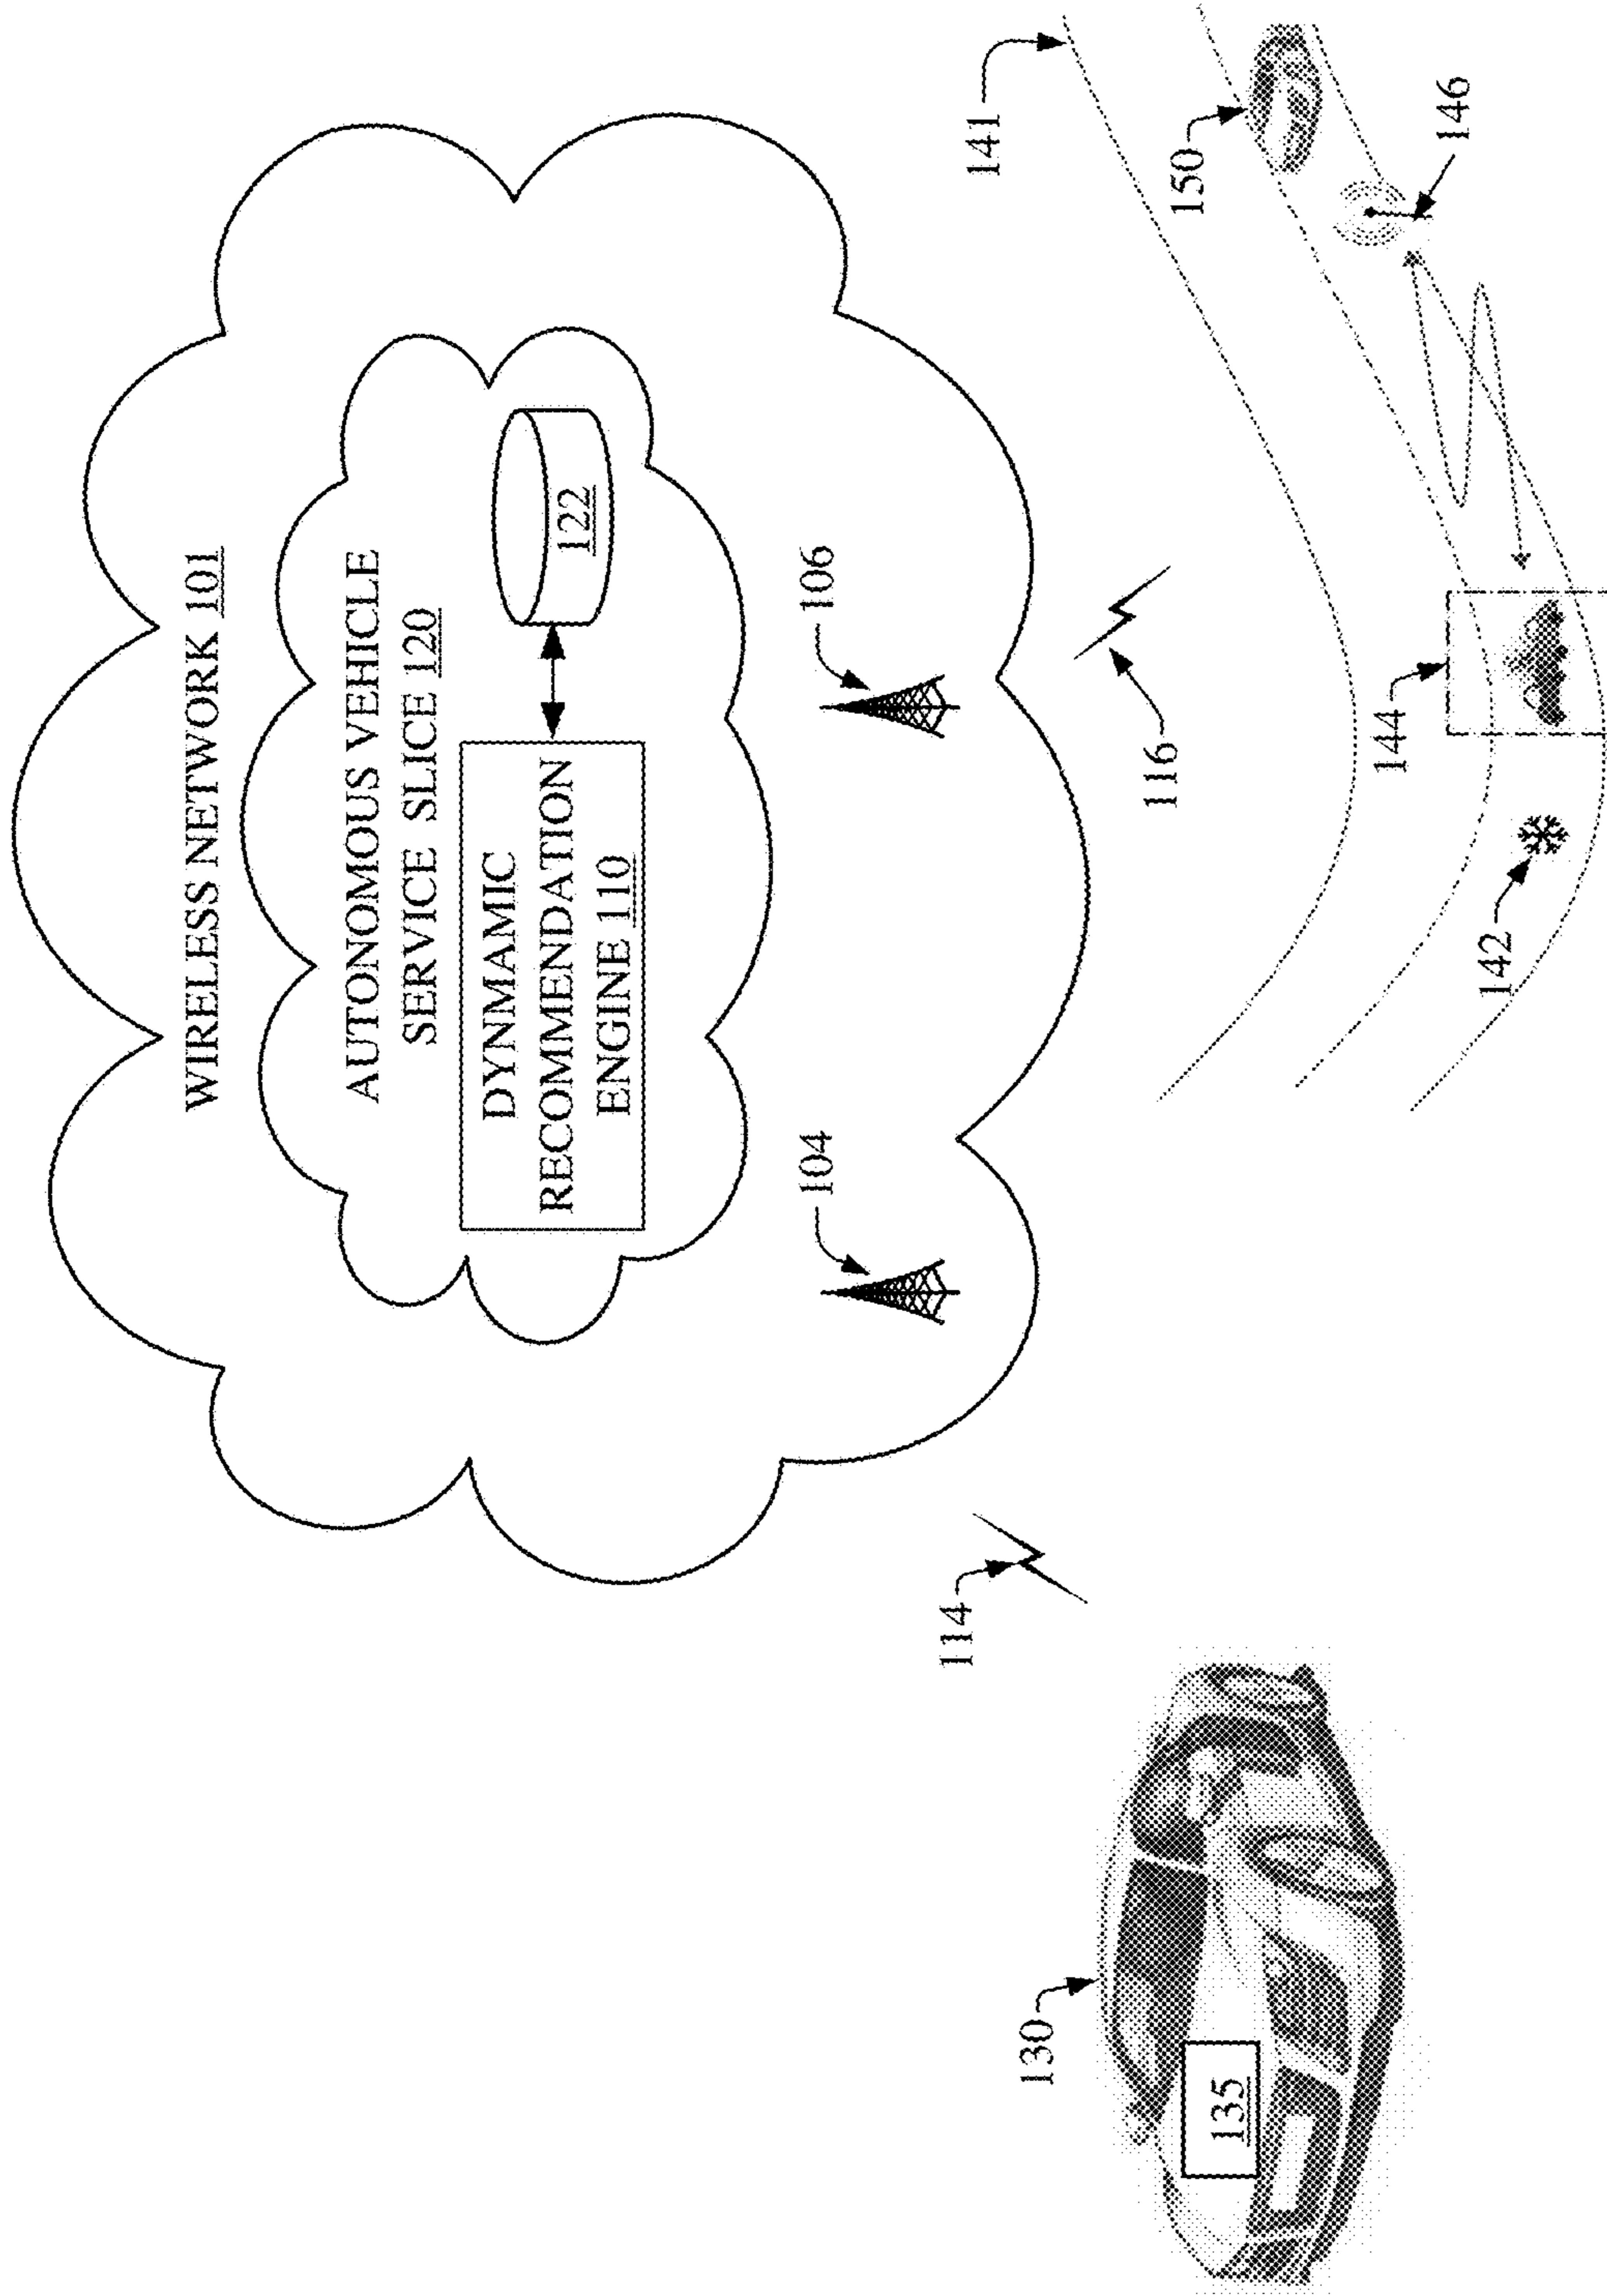 WIRELESS NETWORK 101
AUTONOMOUS VEHICLE
SERVICE SLICE 120
DYNMAMIC
RECOMMENDATION
ENGINE 110
122
104
106
114
116
130
135
141
150
144
142
146